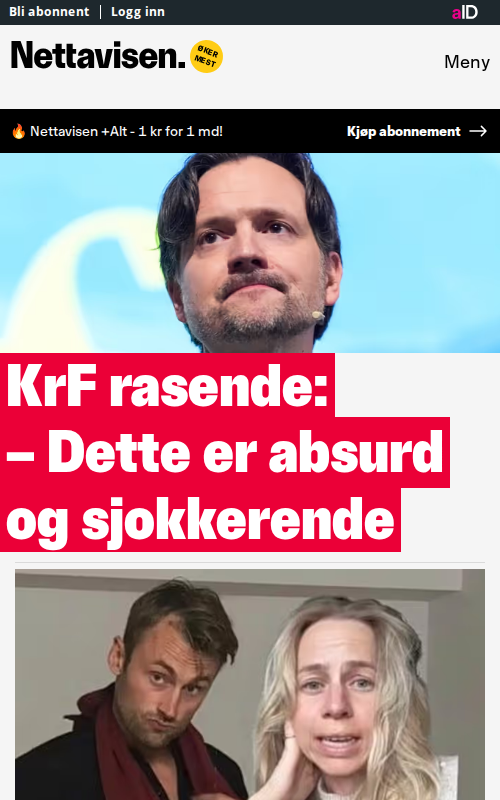 Bli abonnent | Logg inn
aID
Nettavisen.
ØKER
MEST
Meny
🔥 Nettavisen +Alt - 1 kr for 1 md!
Kjøp abonnement →
KrF rasende:
– Dette er absurd
og sjokkerende